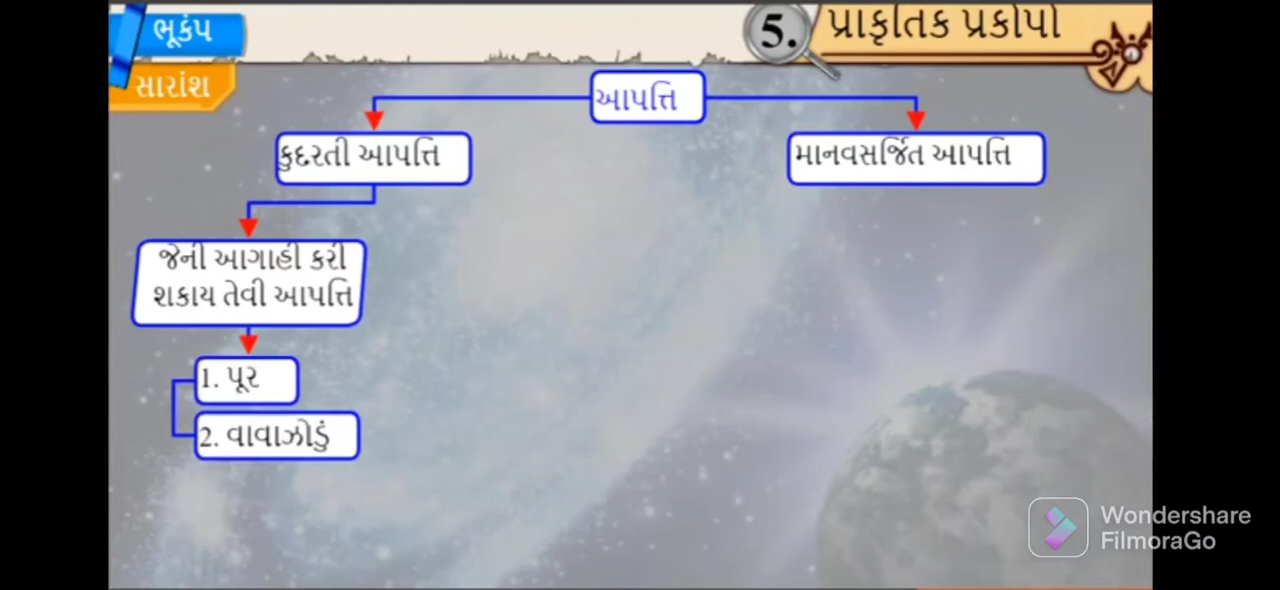 ભૂકંપ
5.
પ્રાકૃતિક પ્રકોપો
સારાંશ
આપત્તિ
કુદરતી આપત્તિ
માનવસર્જિત આપત્તિ
જેની આગાહી કરી
શકાય તેવી આપત્તિ
1. પૂર
2. વાવાઝોડું
Wondershare
FilmoraGo